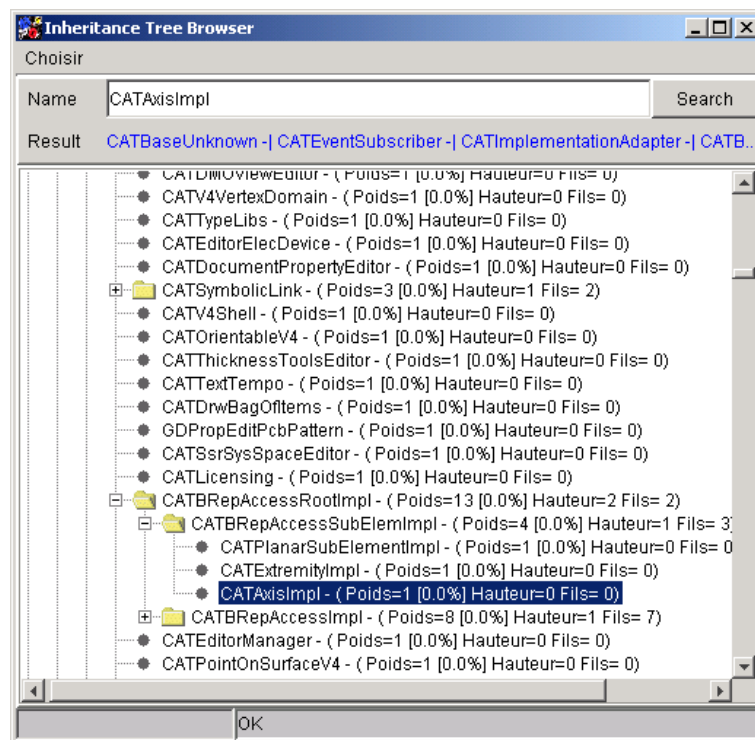 Inheritance Tree Browser
Choisir
Name CATAxisImpl Search
Result CATBaseUnknown -| CATEventSubscriber -| CATImplementationAdapter -| CATB..
CATDMOViewEditor - ( Poids=1 [0.0%] Hauteur=0 Fils= 0)
CATV4VertexDomain - ( Poids=1 [0.0%] Hauteur=0 Fils= 0)
CATTypeLibs - ( Poids=1 [0.0%] Hauteur=0 Fils= 0)
CATEditorElecDevice - ( Poids=1 [0.0%] Hauteur=0 Fils= 0)
CATDocumentPropertyEditor - ( Poids=1 [0.0%] Hauteur=0 Fils= 0)
CATSymbolicLink - ( Poids=3 [0.0%] Hauteur=1 Fils= 2)
CATV4Shell - ( Poids=1 [0.0%] Hauteur=0 Fils= 0)
CATOrientableV4 - ( Poids=1 [0.0%] Hauteur=0 Fils= 0)
CATThicknessToolsEditor - ( Poids=1 [0.0%] Hauteur=0 Fils= 0)
CATTextTempo - ( Poids=1 [0.0%] Hauteur=0 Fils= 0)
CATDrwBagOfItems - ( Poids=1 [0.0%] Hauteur=0 Fils= 0)
GDPropEditPcbPattern - ( Poids=1 [0.0%] Hauteur=0 Fils= 0)
CATSsrSysSpaceEditor - ( Poids=1 [0.0%] Hauteur=0 Fils= 0)
CATLicensing - ( Poids=1 [0.0%] Hauteur=0 Fils= 0)
CATBRepAccessRootImpl - ( Poids=13 [0.0%] Hauteur=2 Fils= 2)
CATBRepAccessSubElemImpl - ( Poids=4 [0.0%] Hauteur=1 Fils= 3)
CATPlanarSubElementImpl - ( Poids=1 [0.0%] Hauteur=0 Fils= 0
CATExtremityImpl - ( Poids=1 [0.0%] Hauteur=0 Fils= 0)
CATAxisImpl - ( Poids=1 [0.0%] Hauteur=0 Fils= 0)
CATBRepAccessImpl - ( Poids=8 [0.0%] Hauteur=1 Fils= 7)
CATEditorManager - ( Poids=1 [0.0%] Hauteur=0 Fils= 0)
CATPointOnSurfaceV4 - ( Poids=1 [0.0%] Hauteur=0 Fils= 0)
OK